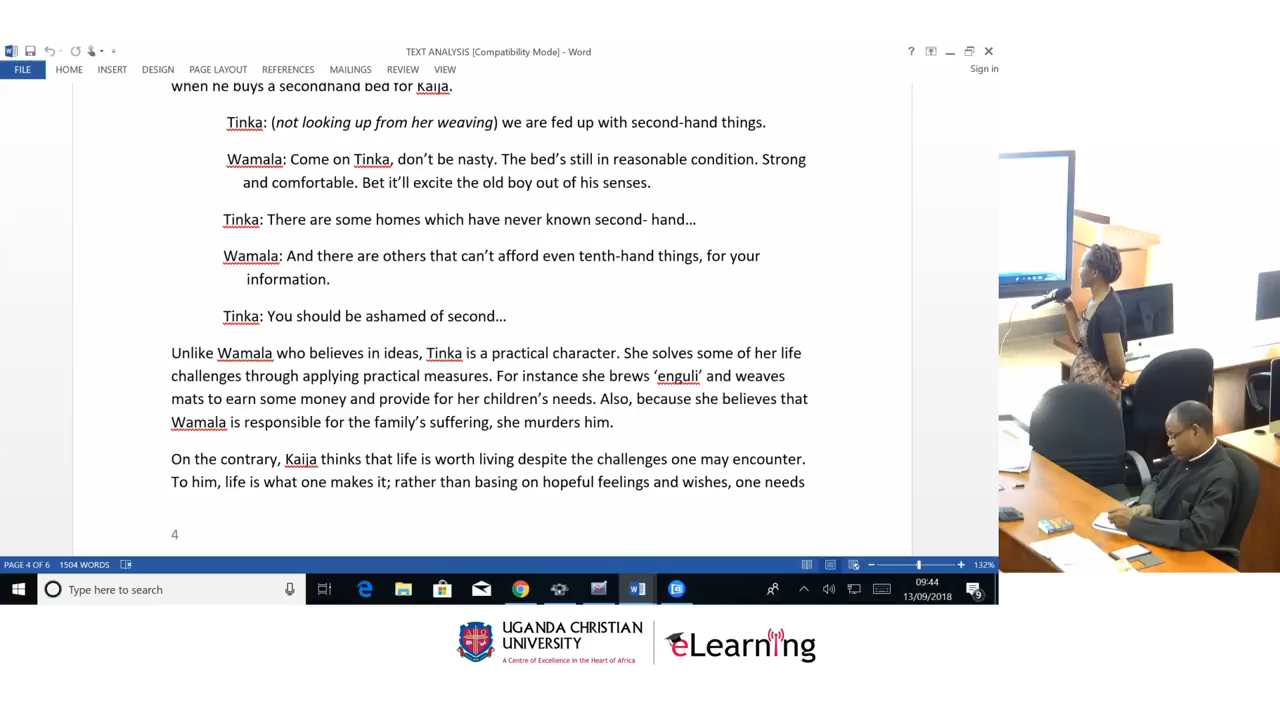 TEXT ANALYSIS [Compatibility Mode] - Word
Sign in
FILE HOME INSERT DESIGN PAGE LAYOUT REFERENCES MAILINGS REVIEW VIEW
when he buys a secondhand bed for Kaija.
Tinka: (not looking up from her weaving) we are fed up with second-hand things.
Wamala: Come on Tinka, don't be nasty. The bed's still in reasonable condition. Strong
and comfortable. Bet it'll excite the old boy out of his senses.
Tinka: There are some homes which have never known second- hand…
Wamala: And there are others that can't afford even tenth-hand things, for your
information.
Tinka: You should be ashamed of second…
Unlike Wamala who believes in ideas, Tinka is a practical character. She solves some of her life
challenges through applying practical measures. For instance she brews 'enguli' and weaves
mats to earn some money and provide for her children's needs. Also, because she believes that
Wamala is responsible for the family's suffering, she murders him.
On the contrary, Kaija thinks that life is worth living despite the challenges one may encounter.
To him, life is what one makes it; rather than basing on hopeful feelings and wishes, one needs
4
PAGE 4 OF 6 1504 WORDS 132%
Type here to search
09:44
13/09/2018
9
UGANDA CHRISTIAN
UNIVERSITY
A Centre of Excellence in the Heart of Africa
eLearning